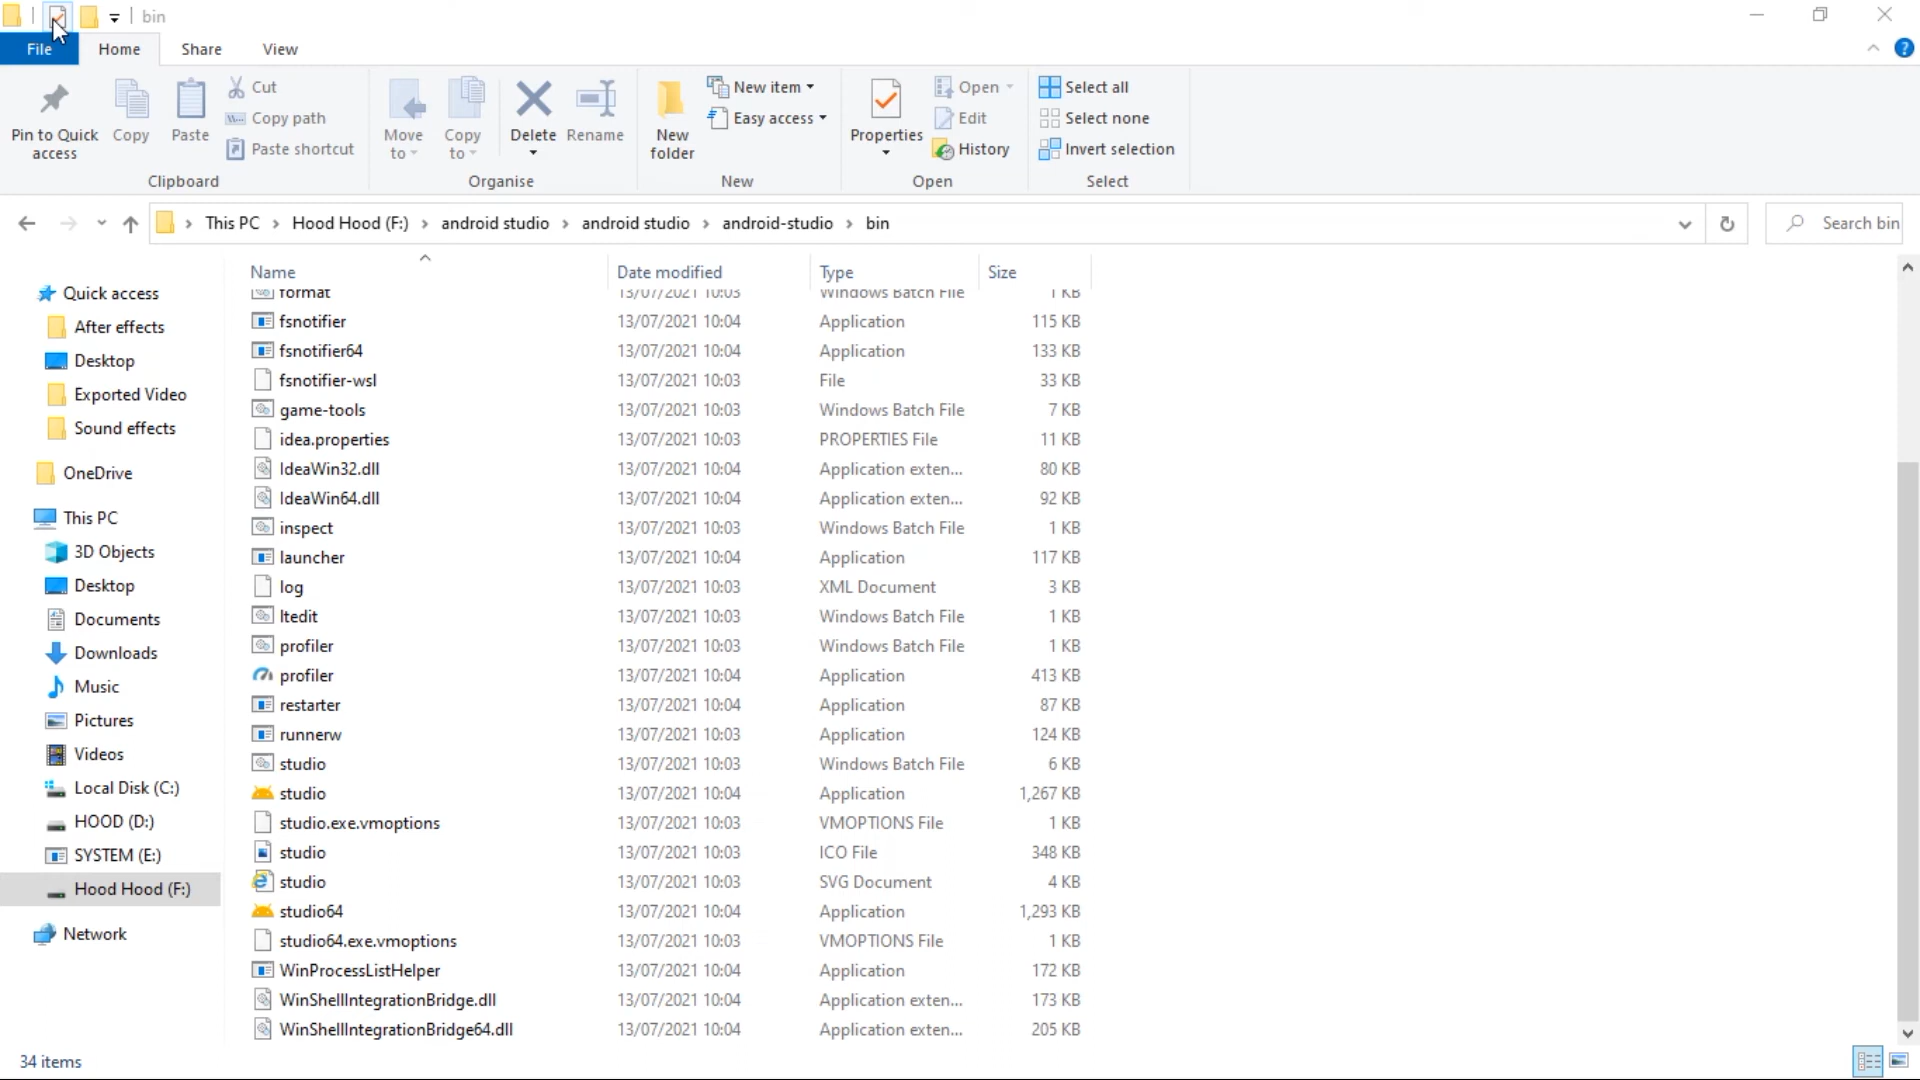 bin
File Home Share View
Pin to Quick access
Copy
Paste
Cut
Copy path
Paste shortcut
Clipboard
Move to
Copy to
Delete
Rename
Organise
New folder
New item
Easy access
New
Properties
Open
Edit
History
Open
Select all
Select none
Invert selection
Select
This PC > Hood Hood (F:) > android studio > android studio > android-studio > bin
Search bin
Quick access
After effects
Desktop
Exported Video
Sound effects
OneDrive
This PC
3D Objects
Desktop
Documents
Downloads
Music
Pictures
Videos
Local Disk (C:)
HOOD (D:)
SYSTEM (E:)
Hood Hood (F:)
Network
Name Date modified Type Size
format 13/07/2021 10:03 Windows Batch File 1 KB
fsnotifier 13/07/2021 10:04 Application 115 KB
fsnotifier64 13/07/2021 10:04 Application 133 KB
fsnotifier-wsl 13/07/2021 10:03 File 33 KB
game-tools 13/07/2021 10:03 Windows Batch File 7 KB
idea.properties 13/07/2021 10:03 PROPERTIES File 11 KB
IdeaWin32.dll 13/07/2021 10:04 Application exten... 80 KB
IdeaWin64.dll 13/07/2021 10:04 Application exten... 92 KB
inspect 13/07/2021 10:03 Windows Batch File 1 KB
launcher 13/07/2021 10:04 Application 117 KB
log 13/07/2021 10:03 XML Document 3 KB
ltedit 13/07/2021 10:03 Windows Batch File 1 KB
profiler 13/07/2021 10:03 Windows Batch File 1 KB
profiler 13/07/2021 10:04 Application 413 KB
restarter 13/07/2021 10:04 Application 87 KB
runnerw 13/07/2021 10:04 Application 124 KB
studio 13/07/2021 10:03 Windows Batch File 6 KB
studio 13/07/2021 10:04 Application 1,267 KB
studio.exe.vmoptions 13/07/2021 10:03 VMOPTIONS File 1 KB
studio 13/07/2021 10:03 ICO File 348 KB
studio 13/07/2021 10:03 SVG Document 4 KB
studio64 13/07/2021 10:04 Application 1,293 KB
studio64.exe.vmoptions 13/07/2021 10:03 VMOPTIONS File 1 KB
WinProcessListHelper 13/07/2021 10:04 Application 172 KB
WinShellIntegrationBridge.dll 13/07/2021 10:04 Application exten... 173 KB
WinShellIntegrationBridge64.dll 13/07/2021 10:04 Application exten... 205 KB
34 items